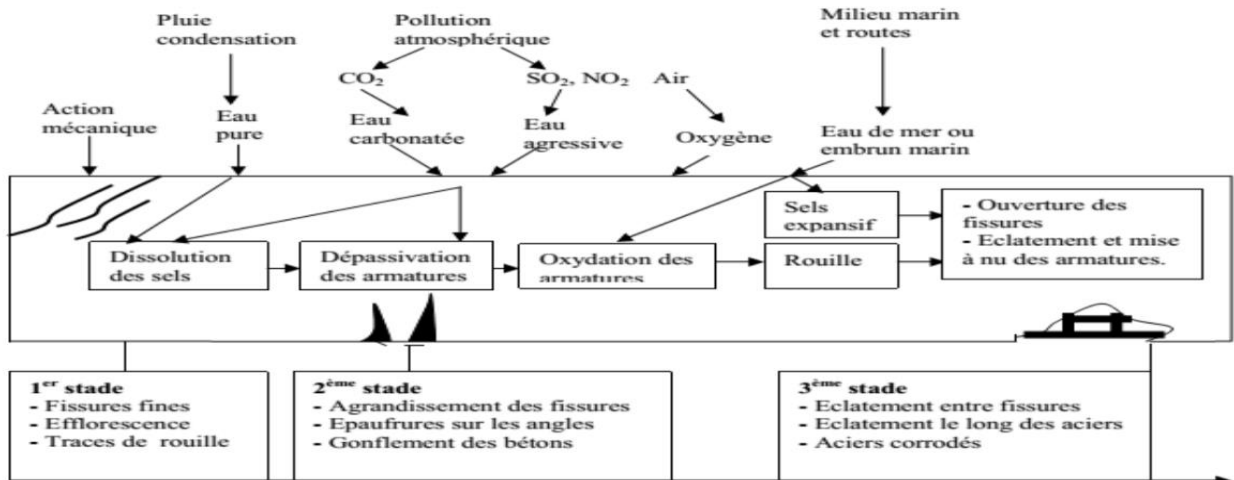 Pluie
condensation
Pollution
atmosphérique
Milieu marin
et routes
CO₂
SO₂, NO₂
Air
Action
mécanique
Eau
pure
Eau
carbonatée
Eau
agressive
Oxygène
Eau de mer ou
embrun marin
Sels
expansif
- Ouverture des
fissures
- Eclatement et mise
à nu des armatures.
Dissolution
des sels
Dépassivation
des armatures
Oxydation des
armatures
Rouille
1er stade
- Fissures fines
- Efflorescence
- Traces de rouille
2ème stade
- Agrandissement des fissures
- Epaufrures sur les angles
- Gonflement des bétons
3ème stade
- Eclatement entre fissures
- Eclatement le long des aciers
- Aciers corrodés